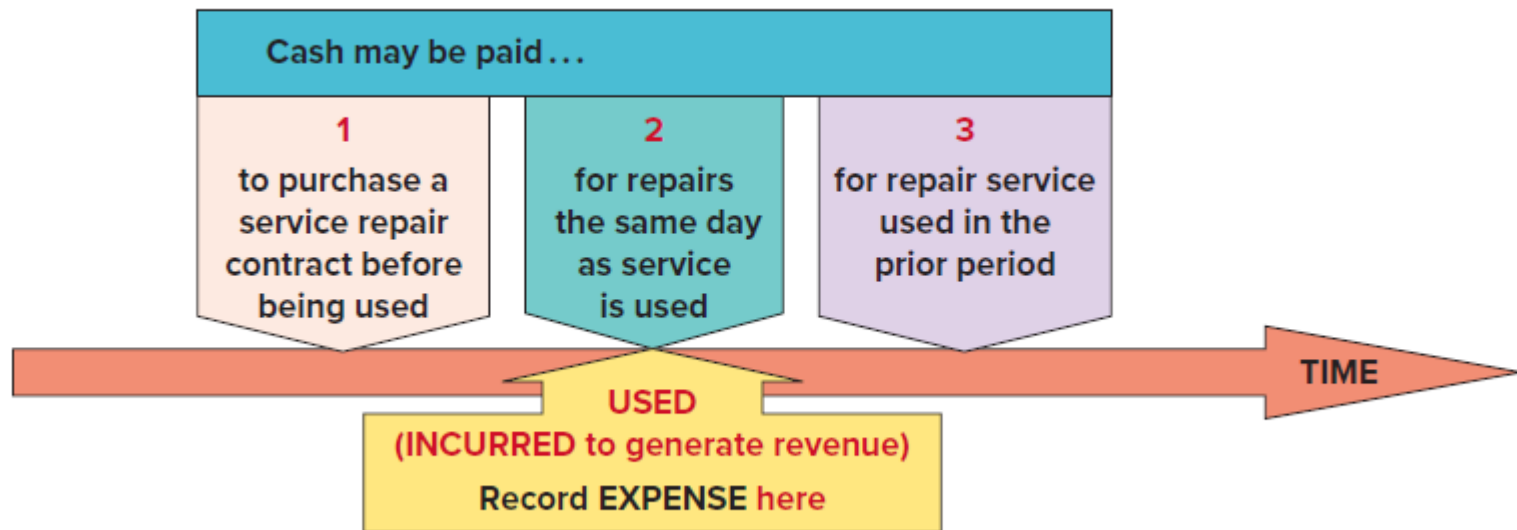 Cash may be paid...
1
to purchase a
service repair
contract before
being used
2
for repairs
the same day
as service
is used
3
for repair service
used in the
prior period
TIME
USED
(INCURRED to generate revenue)
Record EXPENSE here